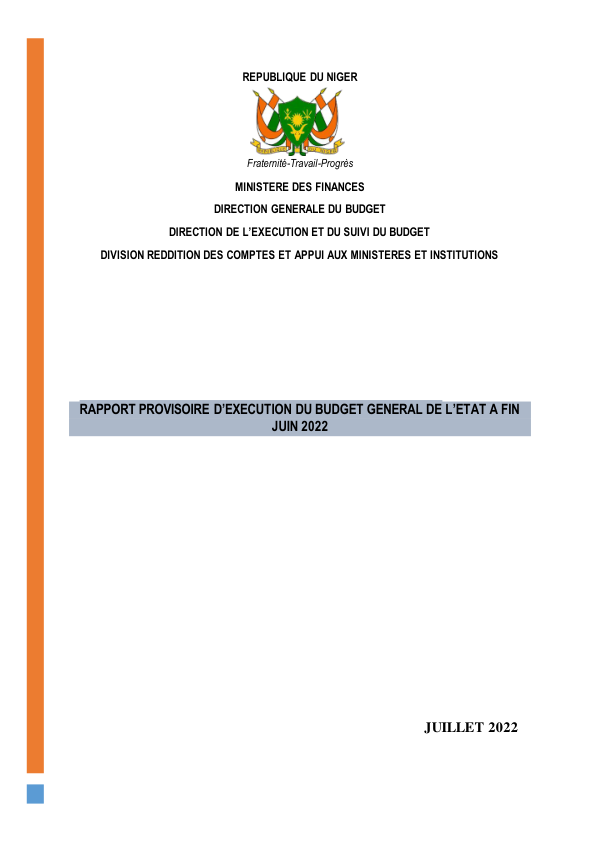 REPUBLIQUE DU NIGER
Fraternité-Travail-Progrès
MINISTERE DES FINANCES
DIRECTION GENERALE DU BUDGET
DIRECTION DE L’EXECUTION ET DU SUIVI DU BUDGET
DIVISION REDDITION DES COMPTES ET APPUI AUX MINISTERES ET INSTITUTIONS
RAPPORT PROVISOIRE D’EXECUTION DU BUDGET GENERAL DE L’ETAT A FIN
JUIN 2022
JUILLET 2022